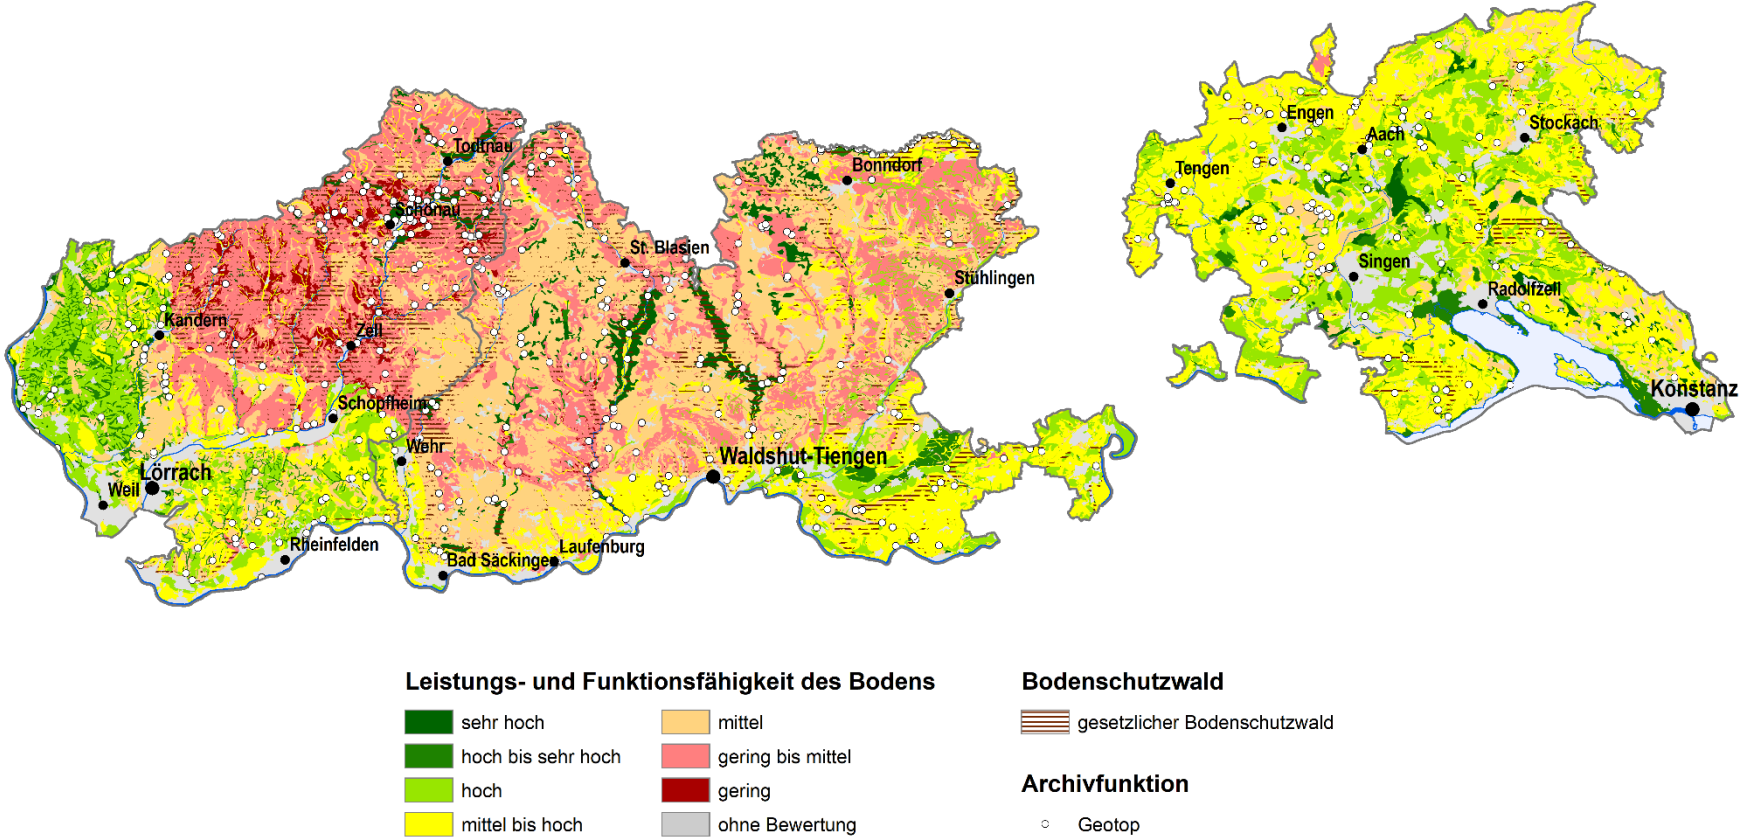 Engen
Aach
Stockach
Todtnau
Bonndorf
Tengen
Schönau
St. Blasien
Singen
Stühlingen
Radolfzell
Kandern
Zell
Konstanz
Schopfheim
Wehr
Waldshut-Tiengen
Lörrach
Weil
Rheinfelden
Laufenburg
Bad Säckingen
Leistungs- und Funktionsfähigkeit des Bodens
sehr hoch
hoch bis sehr hoch
hoch
mittel bis hoch
mittel
gering bis mittel
gering
ohne Bewertung
Bodenschutzwald
gesetzlicher Bodenschutzwald
Archivfunktion
Geotop